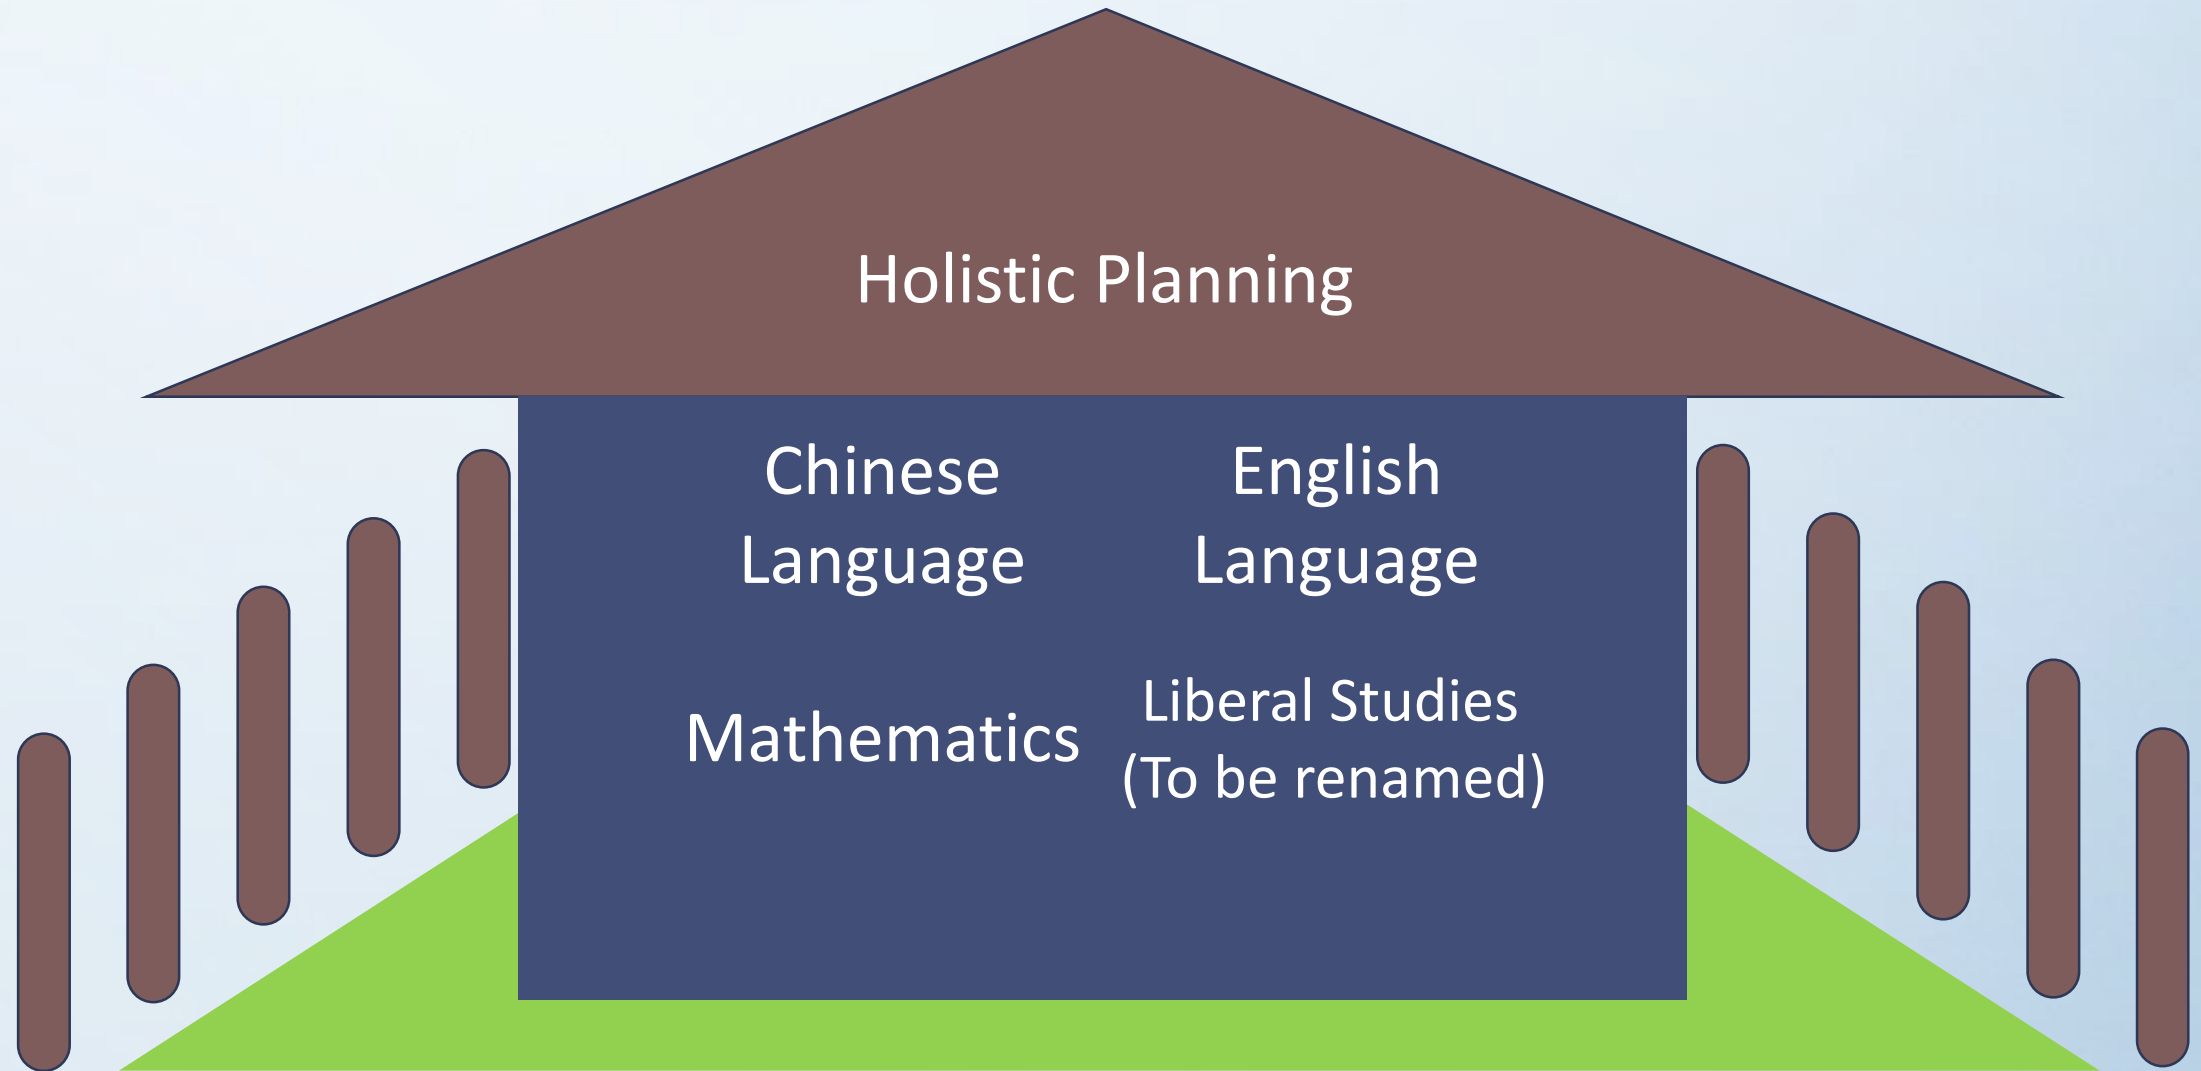 Holistic Planning
Chinese
Language
English
Language
Mathematics
Liberal Studies
(To be renamed)